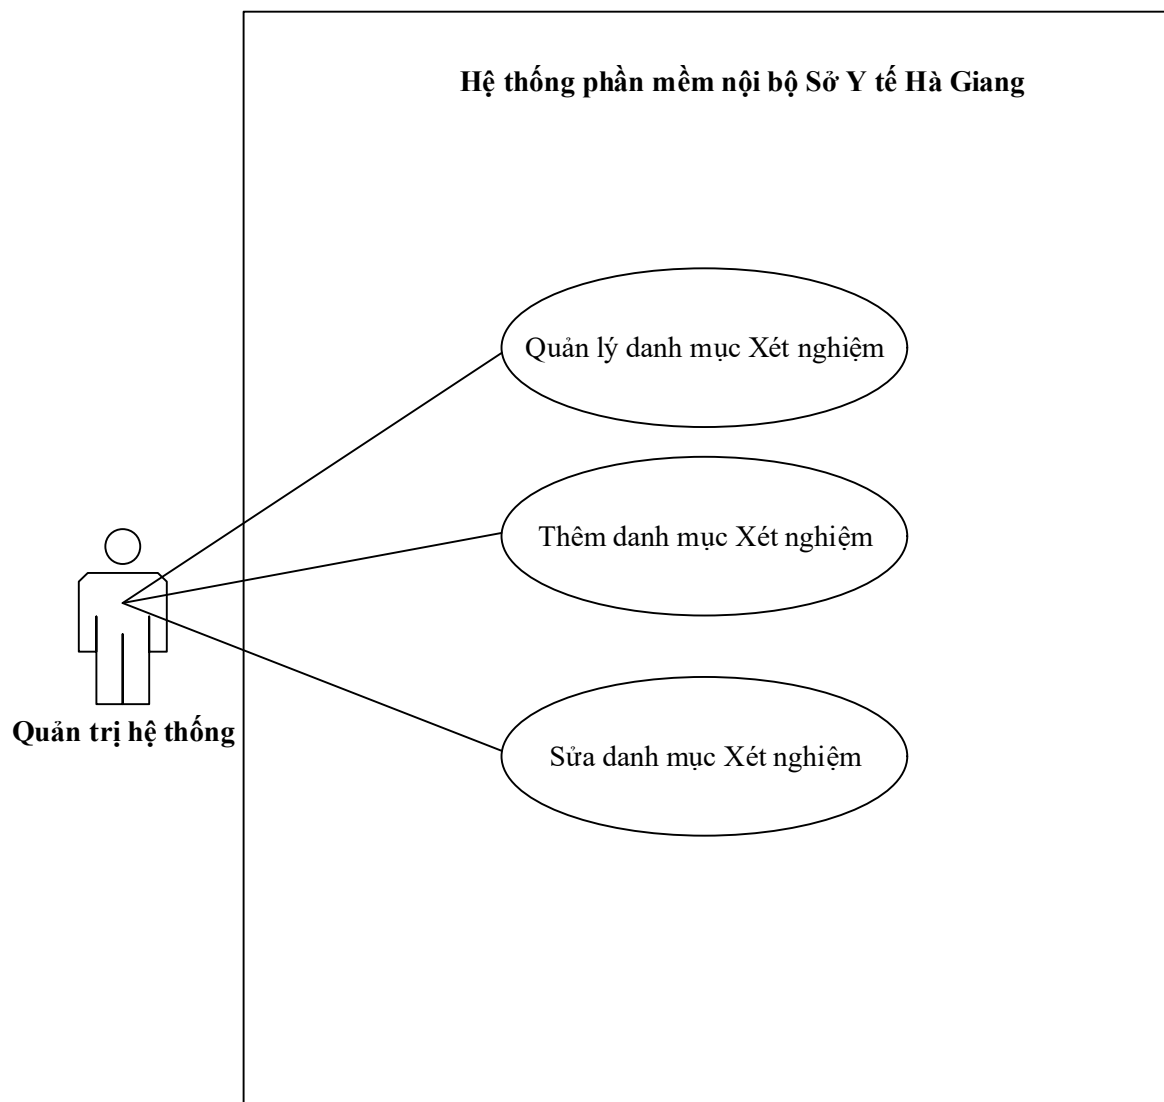 Hệ thống phần mềm nội bộ Sở Y tế Hà Giang
Quản lý danh mục Xét nghiệm
Thêm danh mục Xét nghiệm
Quản trị hệ thống
Sửa danh mục Xét nghiệm